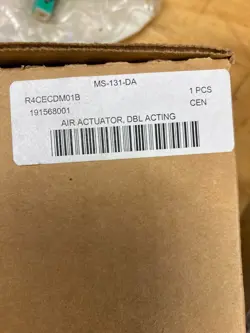 MS-131-DA
R4CECDM01B 1 PCS
191568001 CEN
AIR ACTUATOR, DBL ACTING